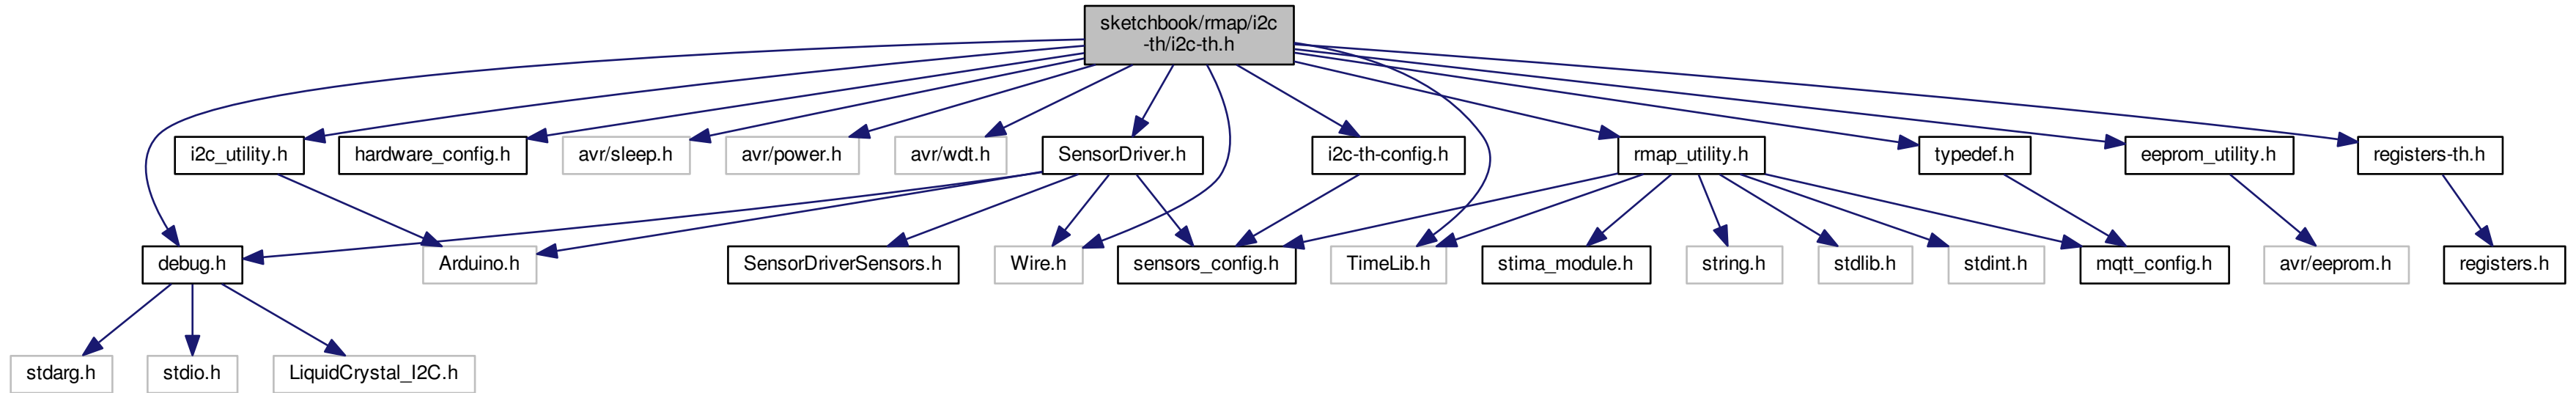 sketchbook/rmap/i2c
-th/i2c-th.h
i2c_utility.h
hardware_config.h
avr/sleep.h
avr/power.h
avr/wdt.h
SensorDriver.h
i2c-th-config.h
rmap_utility.h
typedef.h
eeprom_utility.h
registers-th.h
debug.h
Arduino.h
SensorDriverSensors.h
Wire.h
sensors_config.h
TimeLib.h
stima_module.h
string.h
stdlib.h
stdint.h
mqtt_config.h
avr/eeprom.h
registers.h
stdarg.h
stdio.h
LiquidCrystal_I2C.h